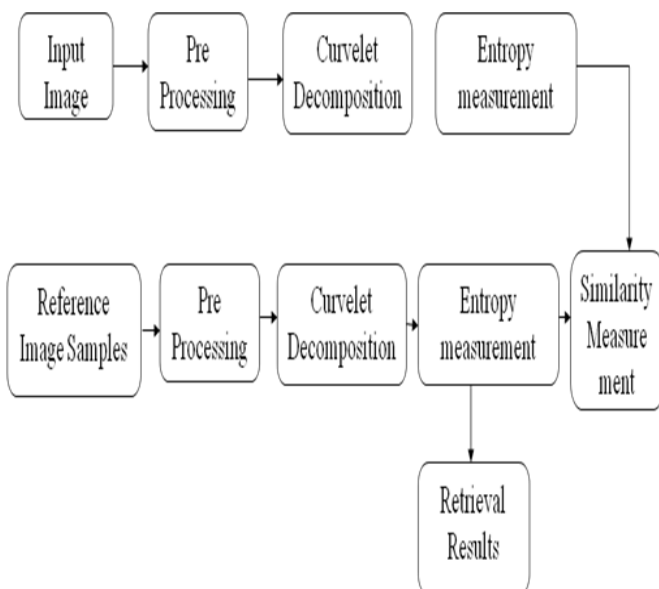 Input
Image
Pre
Processing
Curvelet
Decomposition
Entropy
measurement
Reference
Image Samples
Pre
Processing
Curvelet
Decomposition
Entropy
measurement
Similarity
Measure
ment
Retrieval
Results